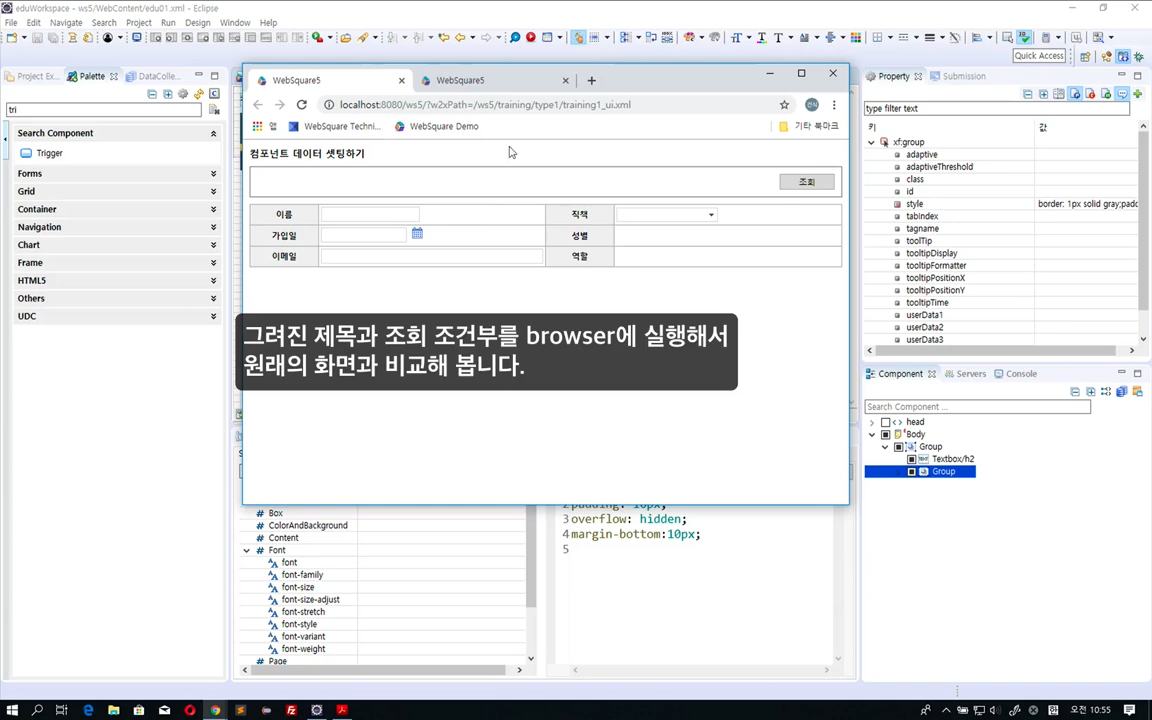 eduWorkspace - ws5/WebContent/edu01.xml - Eclipse
File Edit Navigate Search Project Run Design Window Help
Quick Access
Project Ex... Palette DataColle...
tri
Search Component
Trigger
Forms
Grid
Container
Navigation
Chart
Frame
HTML5
Others
UDC
WebSquare5 WebSquare5
localhost:8080/ws5/?w2xPath=/ws5/training/type1/training1_ui.xml
앱 WebSquare Techni... WebSquare Demo 기타 북마크
컴포넌트 데이터 셋팅하기
조회
이름 직책
가입일 성별
이메일 역할
그려진 제목과 조회 조건부를 browser에 실행해서
원래의 화면과 비교해 봅니다.
Box
ColorAndBackground
Content
Font
font
font-family
font-size
font-size-adjust
font-stretch
font-style
font-variant
font-weight
Page
3 overflow: hidden;
4 margin-bottom:10px;
5
Property Submission
type filter text
키 값
xf:group
adaptive
adaptiveThreshold
class
id
style border: 1px solid gray;padd
tabindex
tagname
toolTip
tooltipDisplay
tooltipFormatter
tooltipPositionX
tooltipPositionY
tooltipTime
userData1
userData2
userData3
Component Servers Console
Search Component ...
head
Body
Group
Textbox/h2
Group
오전 10:55